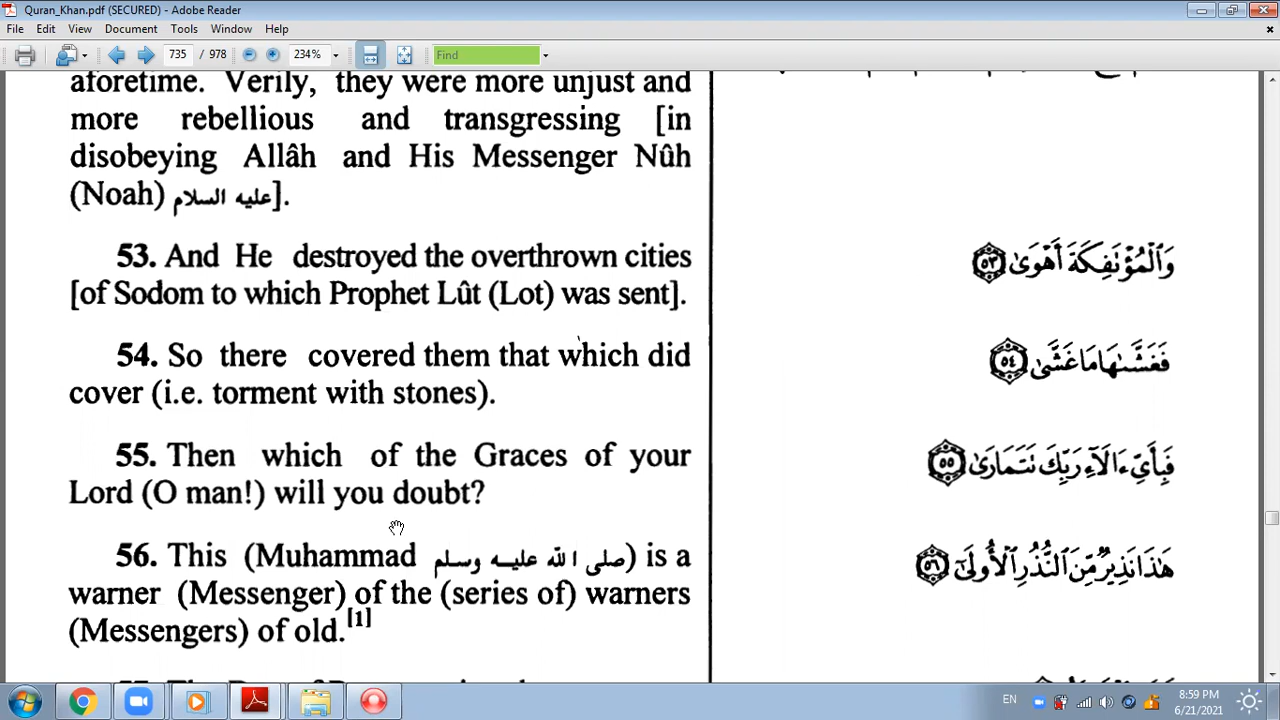 Quran_Khan.pdf (SECURED) - Adobe Reader
File Edit View Document Tools Window Help
735 / 978 234% Find
aforetime. Verily, they were more unjust and
more rebellious and transgressing [in
disobeying Allâh and His Messenger Nûh
(Noah) عليه السلام].
53. And He destroyed the overthrown cities
[of Sodom to which Prophet Lût (Lot) was sent].
54. So there covered them that which did
cover (i.e. torment with stones).
55. Then which of the Graces of your
Lord (O man!) will you doubt?
56. This (Muhammad صلى الله عليه وسلم) is a
warner (Messenger) of the (series of) warners
(Messengers) of old.[1]
وَٱلْمُؤْتَفِكَةَ أَهْوَىٰ ٥٣
فَغَشَّىٰهَا مَا غَشَّىٰ ٥٤
فَبِأَيِّ ءَالَآءِ رَبِّكَ تَتَمَارَىٰ ٥٥
هَٰذَا نَذِيرٌ مِّنَ ٱلنُّذُرِ ٱلْأُولَىٰٓ ٥٦
EN 8:59 PM
6/21/2021